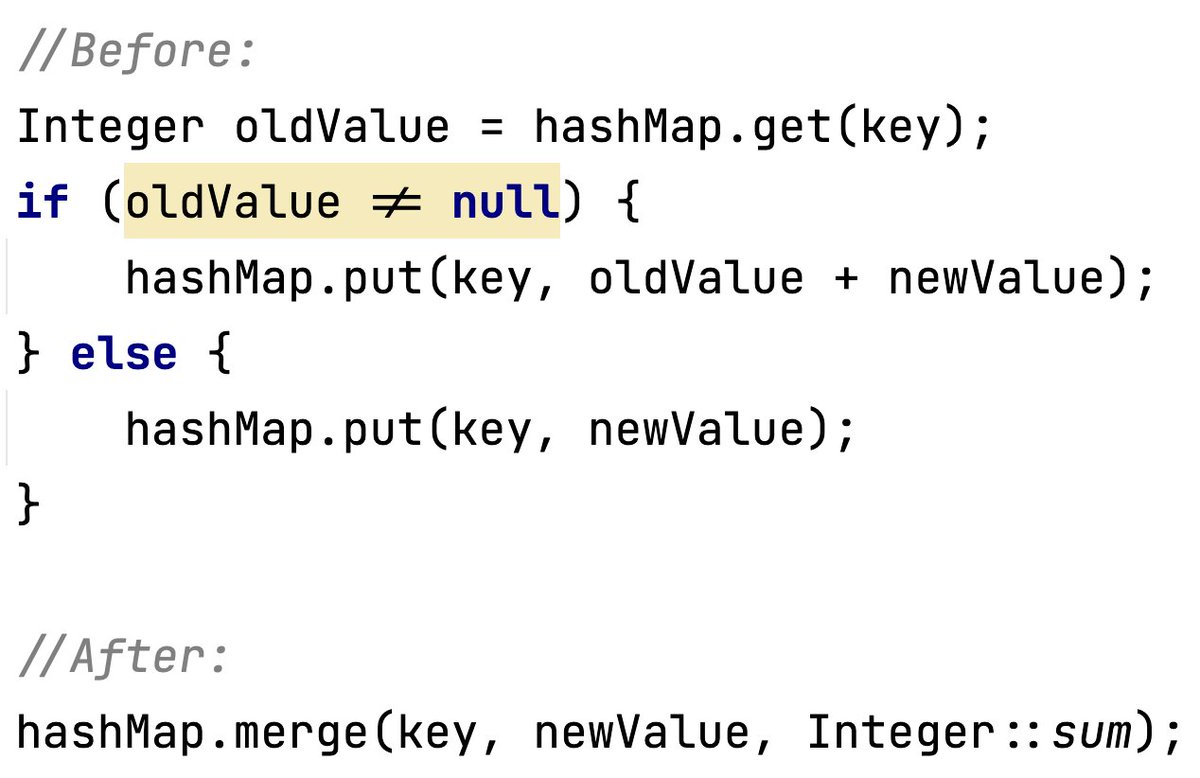 //Before:
Integer oldValue = hashMap.get(key);
if (oldValue != null) {
    hashMap.put(key, oldValue + newValue);
} else {
    hashMap.put(key, newValue);
}
//After:
hashMap.merge(key, newValue, Integer::sum);